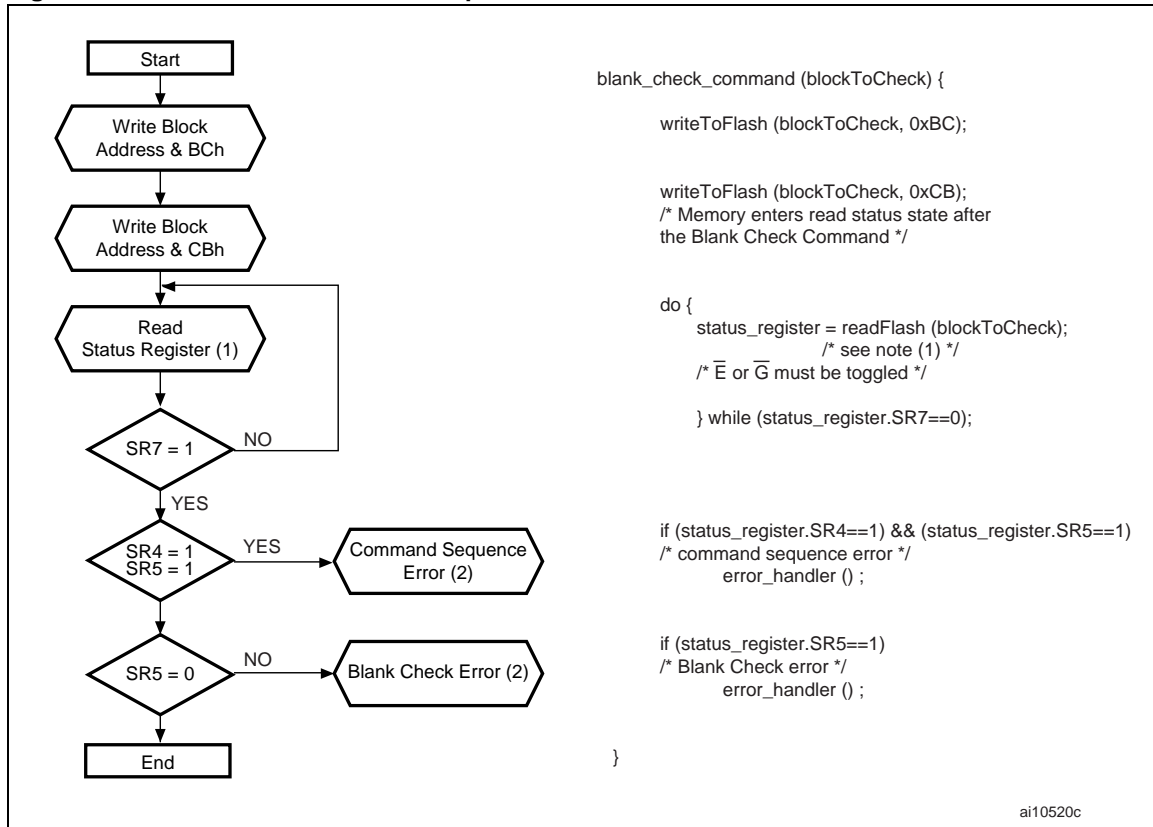 Start
Write Block
Address & BCh
Write Block
Address & CBh
Read
Status Register (1)
SR7 = 1
NO
YES
SR4 = 1
SR5 = 1
YES
Command Sequence
Error (2)
SR5 = 0
NO
Blank Check Error (2)
End
blank_check_command (blockToCheck) {
writeToFlash (blockToCheck, 0xBC);
writeToFlash (blockToCheck, 0xCB);
/* Memory enters read status state after
the Blank Check Command */
do {
status_register = readFlash (blockToCheck);
/* see note (1) */
/* E̅ or G̅ must be toggled */
} while (status_register.SR7==0);
if (status_register.SR4==1) && (status_register.SR5==1)
/* command sequence error */
error_handler () ;
if (status_register.SR5==1)
/* Blank Check error */
error_handler () ;
}
ai10520c